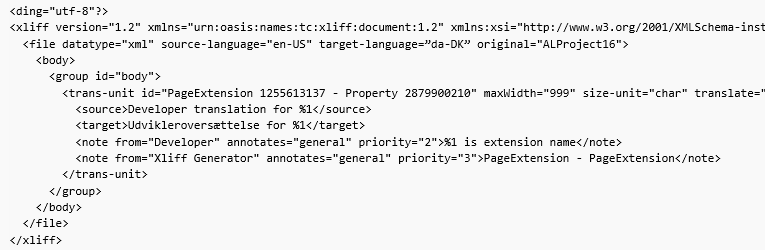 <ding="utf-8"?>
<xliff version="1.2" xmlns="urn:oasis:names:tc:xliff:document:1.2" xmlns:xsi="http://www.w3.org/2001/XMLSchema-inst
<file datatype="xml" source-language="en-US" target-language=”da-DK” original="ALProject16">
<body>
<group id="body">
<trans-unit id="PageExtension 1255613137 - Property 2879900210" maxWidth="999" size-unit="char" translate="
<source>Developer translation for %1</source>
<target>Udvikleroversættelse for %1</target>
<note from="Developer" annotates="general" priority="2">%1 is extension name</note>
<note from="Xliff Generator" annotates="general" priority="3">PageExtension - PageExtension</note>
</trans-unit>
</group>
</body>
</file>
</xliff>